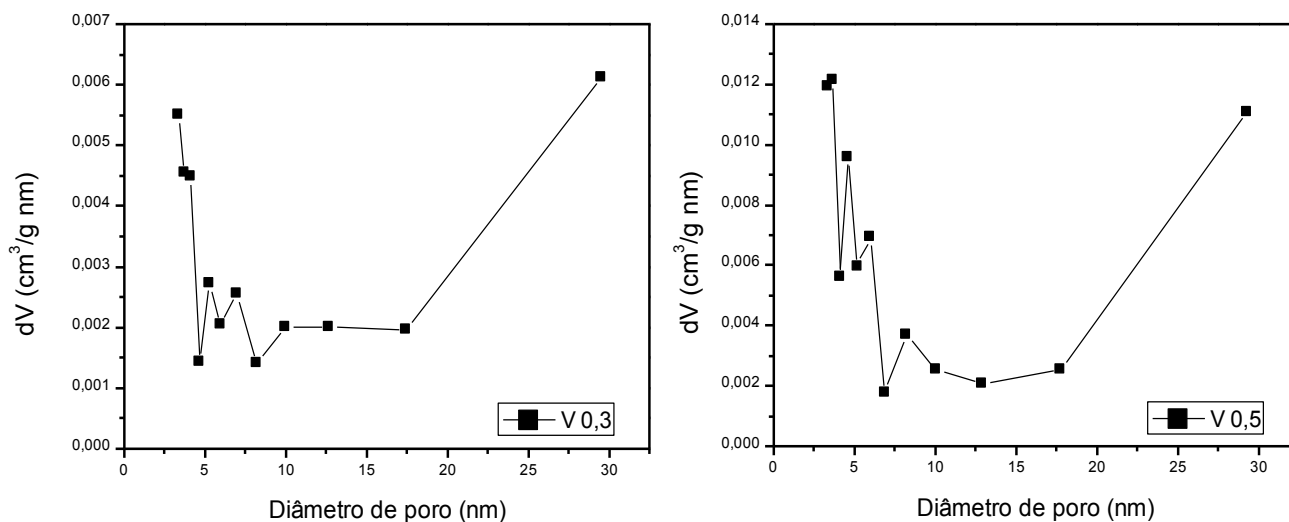 0,007
0,006
0,005
0,004
0,003
0,002
0,001
0,000
dV (cm³/g nm)
0 5 10 15 20 25 30
Diâmetro de poro (nm)
V 0,3
0,014
0,012
0,010
0,008
0,006
0,004
0,002
0,000
dV (cm³/g nm)
0 5 10 15 20 25 30
Diâmetro de poro (nm)
V 0,5